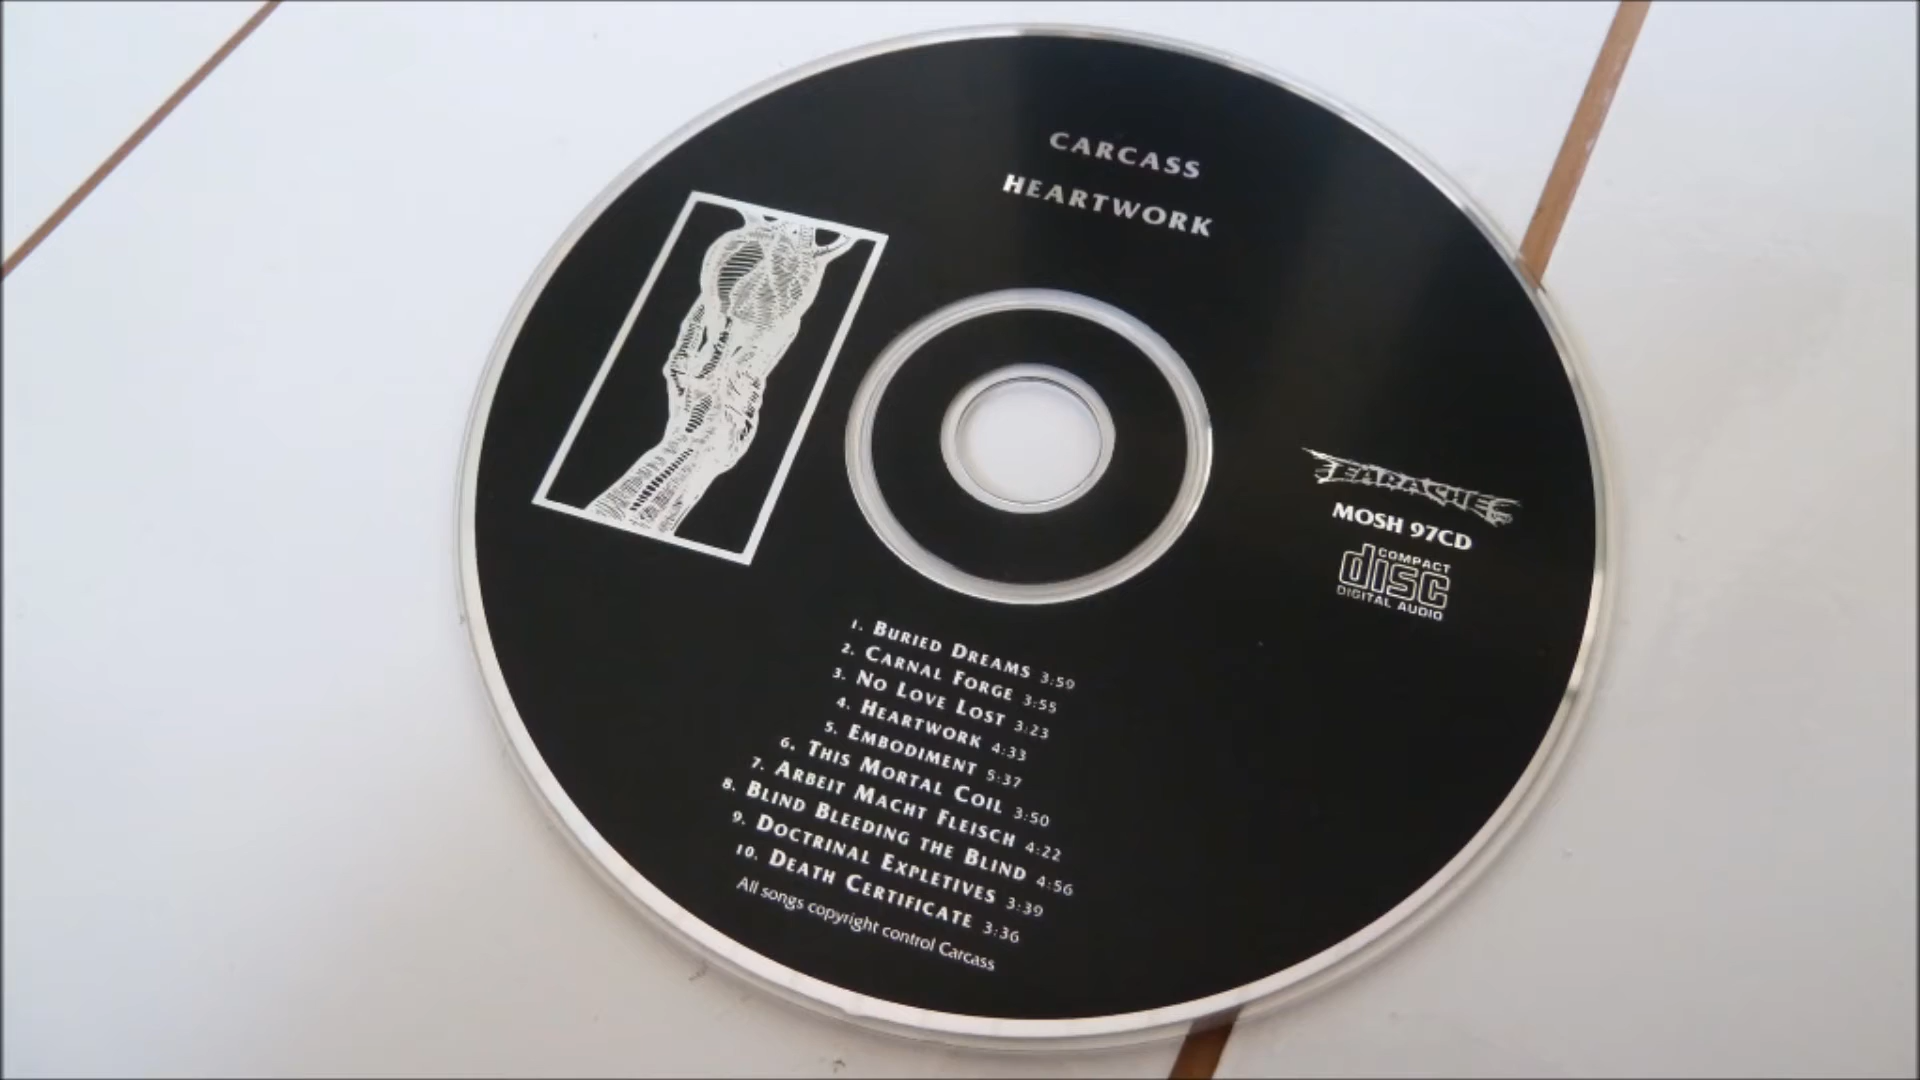 CARCASS
HEARTWORK
EARACHE
MOSH 97CD
COMPACT
disc
DIGITAL AUDIO
1. BURIED DREAMS 3:59
2. CARNAL FORGE 3:55
3. NO LOVE LOST 3:23
4. HEARTWORK 4:33
5. EMBODIMENT 5:37
6. THIS MORTAL COIL 3:50
7. ARBEIT MACHT FLEISCH 4:22
8. BLIND BLEEDING THE BLIND 4:56
9. DOCTRINAL EXPLETIVES 3:39
10. DEATH CERTIFICATE 3:36
All songs copyright control Carcass